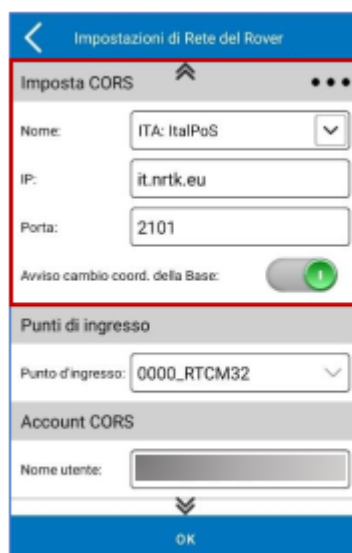 Impostazioni di Rete del Rover
Imposta CORS
Nome: ITA: ItalPoS
IP: it.nrtk.eu
Porta: 2101
Avviso cambio coord. della Base:
Punti di ingresso
Punto d'ingresso: 0000_RTCM32
Account CORS
Nome utente:
OK